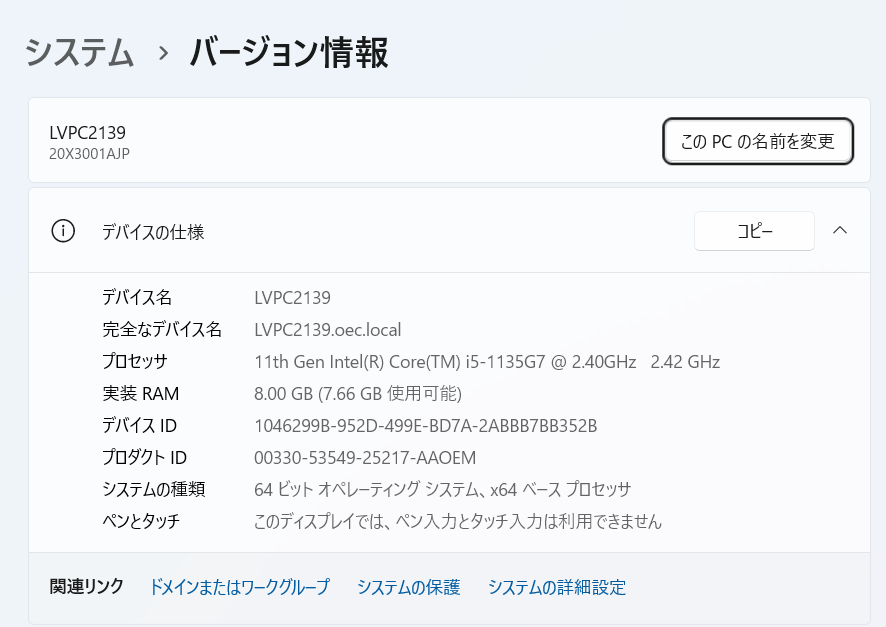 システム › バージョン情報
LVPC2139
20X3001AJP
この PC の名前を変更
デバイスの仕様
コピー
デバイス名 LVPC2139
完全なデバイス名 LVPC2139.oec.local
プロセッサ 11th Gen Intel(R) Core(TM) i5-1135G7 @ 2.40GHz 2.42 GHz
実装 RAM 8.00 GB (7.66 GB 使用可能)
デバイス ID 1046299B-952D-499E-BD7A-2ABBB7BB352B
プロダクト ID 00330-53549-25217-AAOEM
システムの種類 64 ビット オペレーティング システム、x64 ベース プロセッサ
ペンとタッチ このディスプレイでは、ペン入力とタッチ入力は利用できません
関連リンク ドメインまたはワークグループ システムの保護 システムの詳細設定